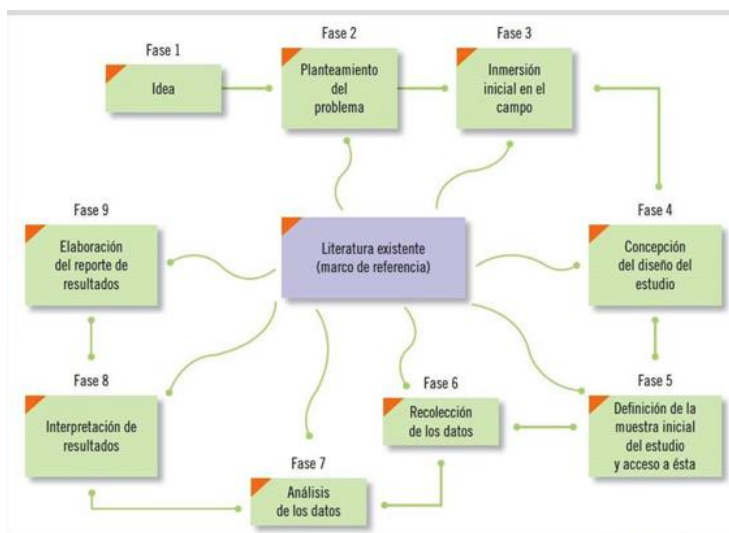 Fase 1
Idea
Fase 2
Planteamiento
del
problema
Fase 3
Inmersión
inicial en el
campo
Fase 4
Concepción
del diseño del
estudio
Fase 5
Definición de la
muestra inicial
del estudio
y acceso a ésta
Fase 6
Recolección
de los datos
Fase 7
Análisis
de los datos
Fase 8
Interpretación de
resultados
Fase 9
Elaboración
del reporte de
resultados
Literatura existente
(marco de referencia)